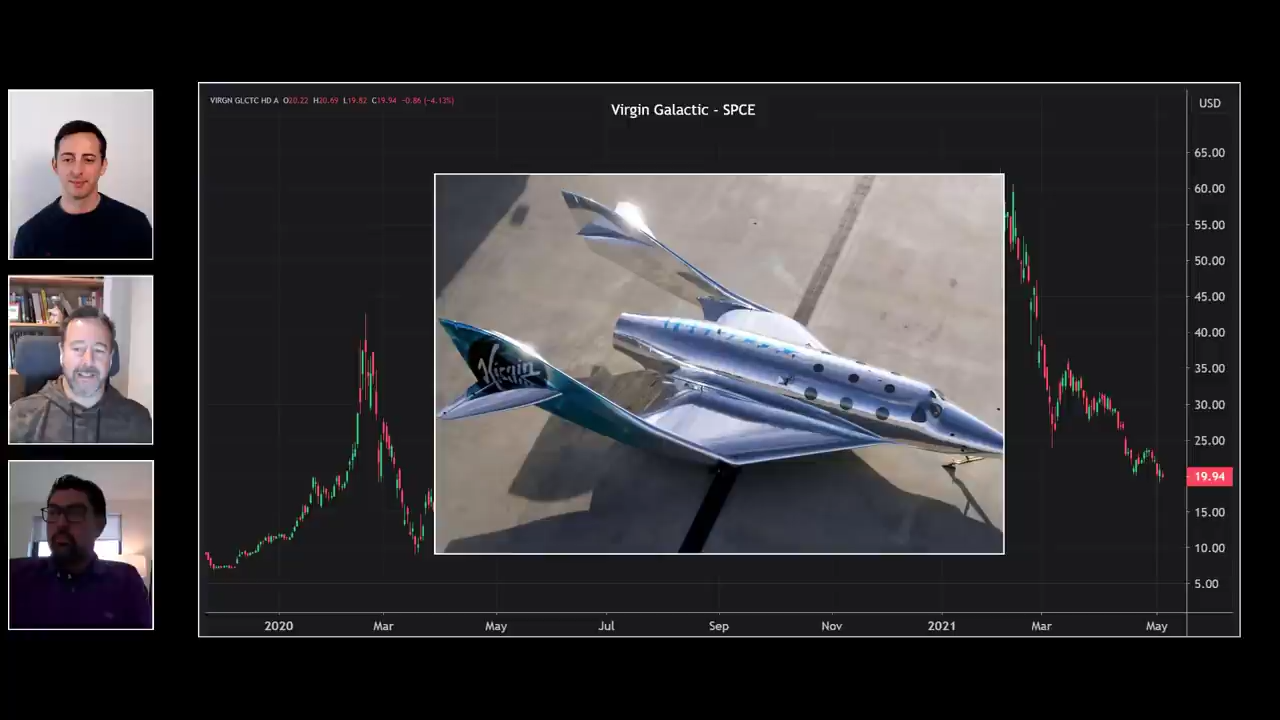 VIRGN GLCTC HD A O20.22 H20.69 L19.82 C19.94 -0.86 (-4.13%)
Virgin Galactic - SPCE
USD
65.00
60.00
55.00
50.00
45.00
40.00
35.00
30.00
25.00
19.94
15.00
10.00
5.00
Virgin
2020 Mar May Jul Sep Nov 2021 Mar May